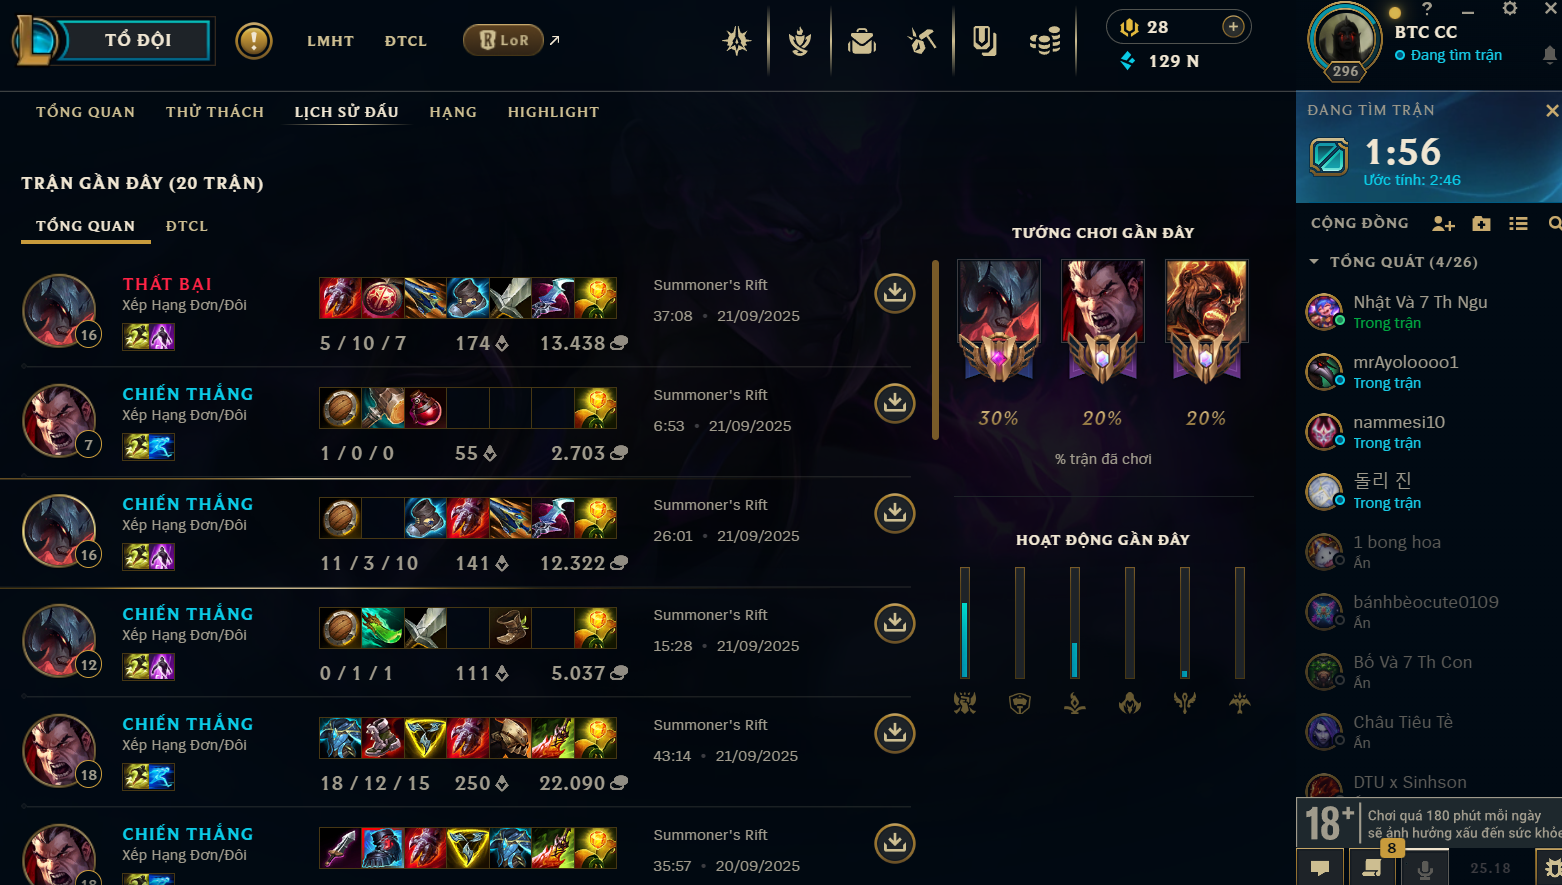 TỔ ĐỘI
LMHT
ĐTCL
LoR
28
129 N
296
BTC CC
Đang tìm trận
TỔNG QUAN
THỬ THÁCH
LỊCH SỬ ĐẤU
HẠNG
HIGHLIGHT
ĐANG TÌM TRẬN
1:56
Ước tính: 2:46
TRẬN GẦN ĐÂY (20 TRẬN)
TỔNG QUAN
ĐTCL
16
THẤT BẠI
Xếp Hạng Đơn/Đôi
5 / 10 / 7
174
13.438
Summoner's Rift
37:08 • 21/09/2025
7
CHIẾN THẮNG
Xếp Hạng Đơn/Đôi
1 / 0 / 0
55
2.703
Summoner's Rift
6:53 • 21/09/2025
16
CHIẾN THẮNG
Xếp Hạng Đơn/Đôi
11 / 3 / 10
141
12.322
Summoner's Rift
26:01 • 21/09/2025
12
CHIẾN THẮNG
Xếp Hạng Đơn/Đôi
0 / 1 / 1
111
5.037
Summoner's Rift
15:28 • 21/09/2025
18
CHIẾN THẮNG
Xếp Hạng Đơn/Đôi
18 / 12 / 15
250
22.090
Summoner's Rift
43:14 • 21/09/2025
18
CHIẾN THẮNG
Xếp Hạng Đơn/Đôi
Summoner's Rift
35:57 • 20/09/2025
TƯỚNG CHƠI GẦN ĐÂY
30%
20%
20%
% trận đã chơi
HOẠT ĐỘNG GẦN ĐÂY
CỘNG ĐỒNG
TỔNG QUÁT (4/26)
Nhật Và 7 Th Ngu
Trong trận
mrAyoloooo1
Trong trận
nammesi10
Trong trận
돌리 진
Trong trận
1 bong hoa
Ẩn
bánhbèocute0109
Ẩn
Bố Và 7 Th Con
Ẩn
Châu Tiêu Tề
Ẩn
DTU x Sinhson
18+
Chơi quá 180 phút mỗi ngày
sẽ ảnh hưởng xấu đến sức khỏe
8
25.18